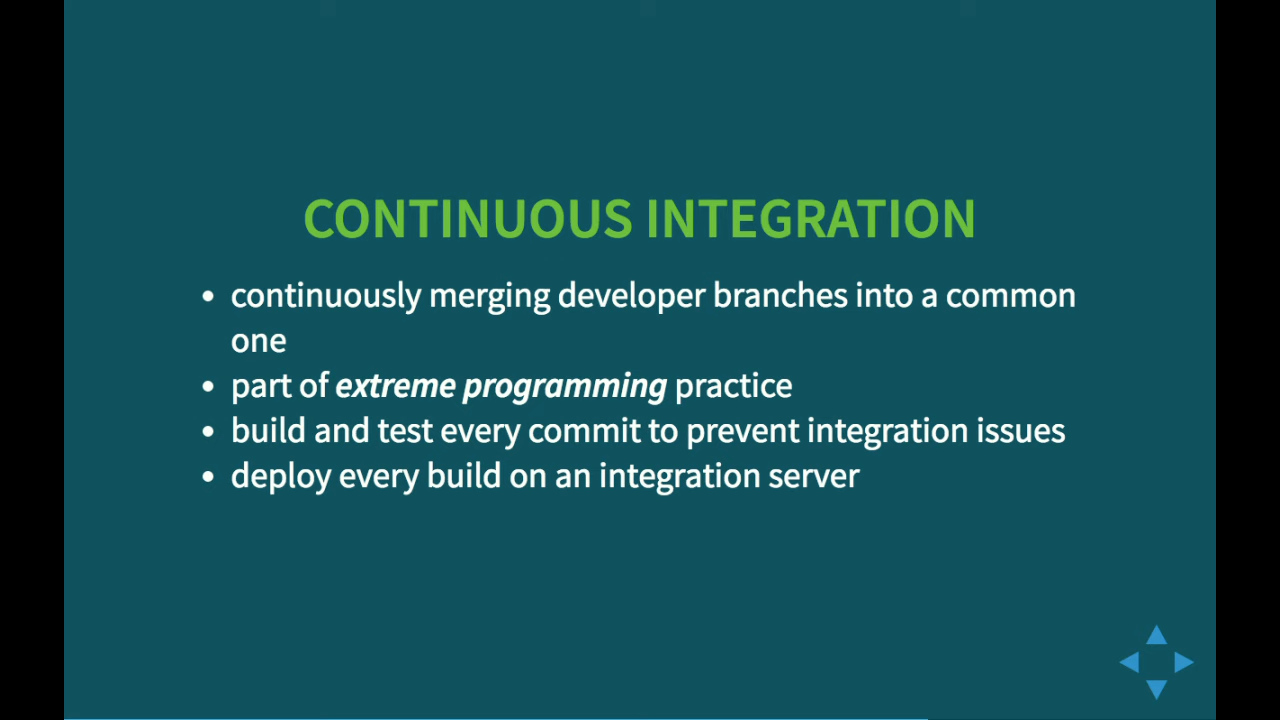 CONTINUOUS INTEGRATION
• continuously merging developer branches into a common
one
• part of extreme programming practice
• build and test every commit to prevent integration issues
• deploy every build on an integration server